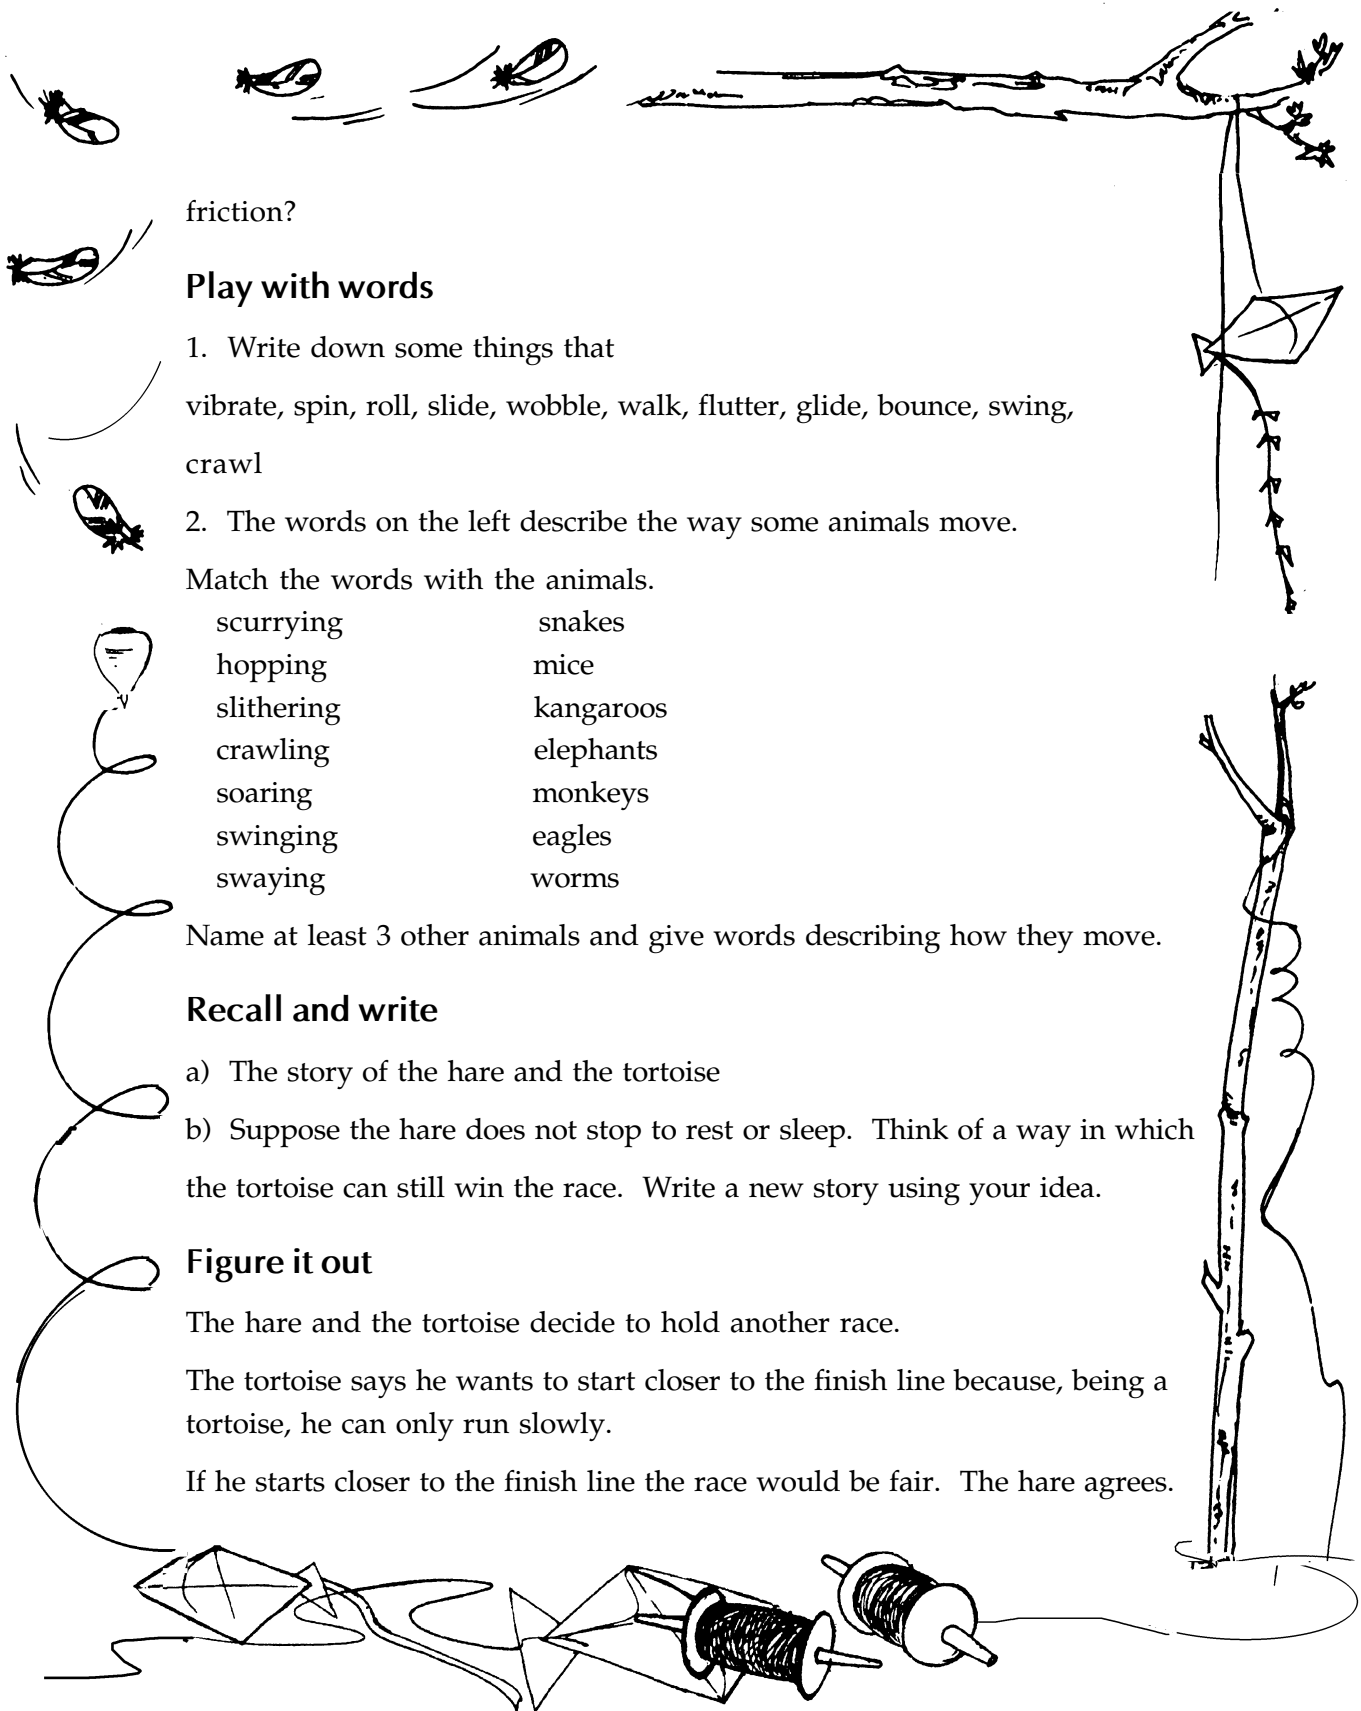 friction?
Play with words
1. Write down some things that
vibrate, spin, roll, slide, wobble, walk, flutter, glide, bounce, swing,
crawl
2. The words on the left describe the way some animals move.
Match the words with the animals.
scurrying snakes
hopping mice
slithering kangaroos
crawling elephants
soaring monkeys
swinging eagles
swaying worms
Name at least 3 other animals and give words describing how they move.
Recall and write
a) The story of the hare and the tortoise
b) Suppose the hare does not stop to rest or sleep. Think of a way in which
the tortoise can still win the race. Write a new story using your idea.
Figure it out
The hare and the tortoise decide to hold another race.
The tortoise says he wants to start closer to the finish line because, being a
tortoise, he can only run slowly.
If he starts closer to the finish line the race would be fair. The hare agrees.